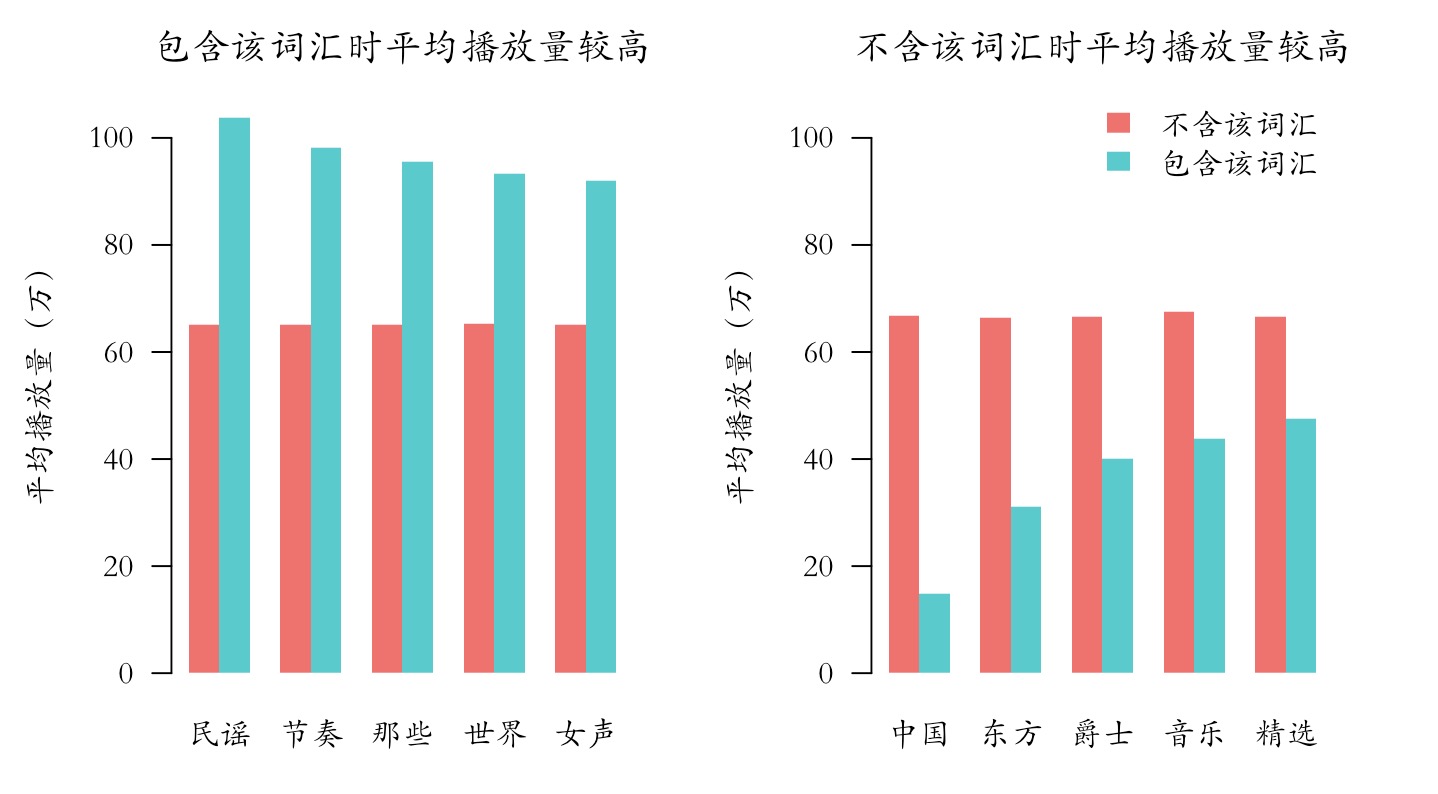 包含该词汇时平均播放量较高
平均播放量（万）
100
80
60
40
20
0
民谣 节奏 那些 世界 女声
不含该词汇时平均播放量较高
不含该词汇
包含该词汇
平均播放量（万）
100
80
60
40
20
0
中国 东方 爵士 音乐 精选